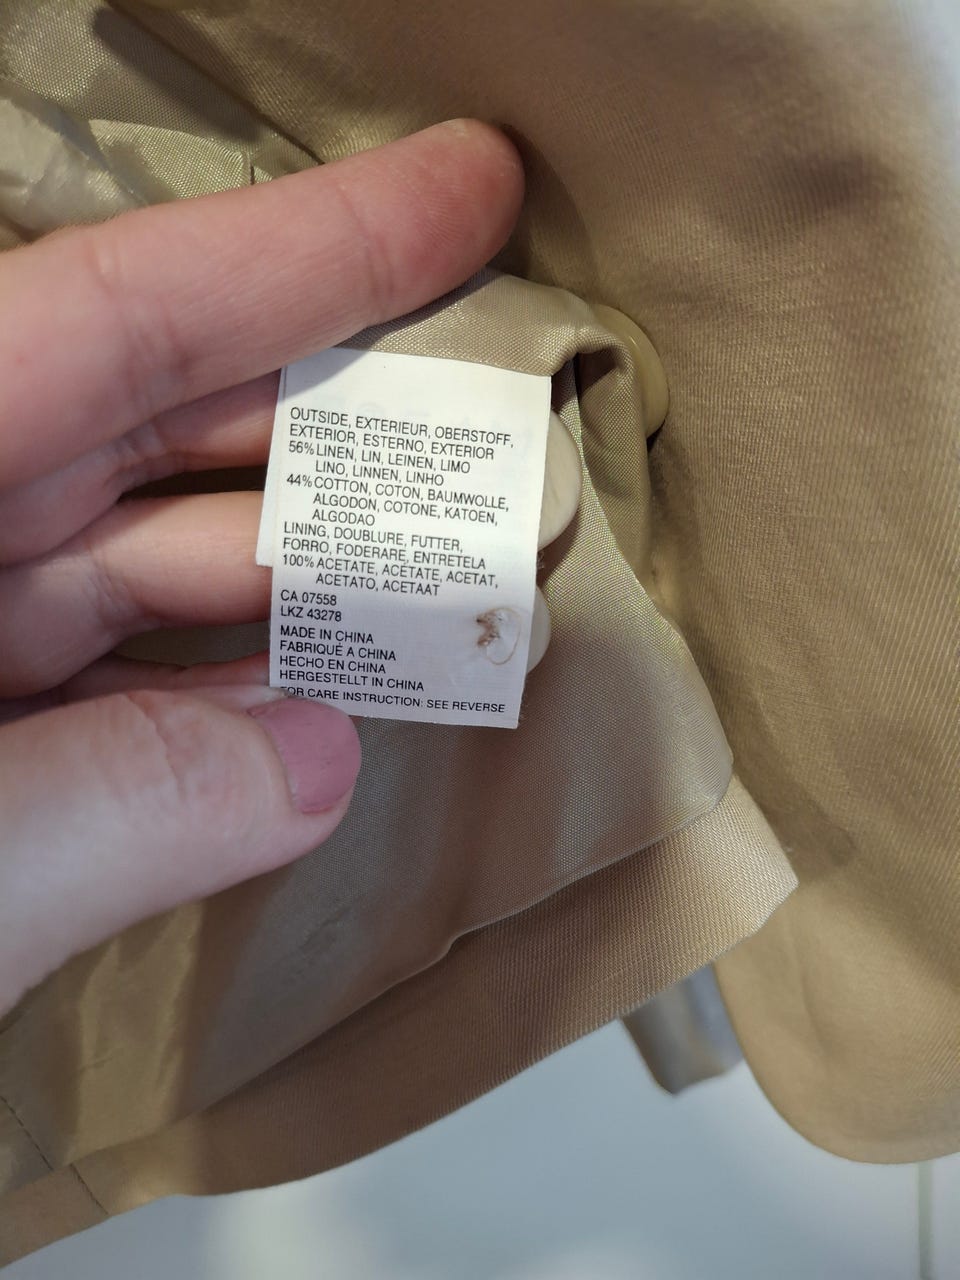 OUTSIDE, EXTERIEUR, OBERSTOFF,
EXTERIOR, ESTERNO, EXTERIOR
56% LINEN, LIN, LEINEN, LIMO
LINO, LINNEN, LINHO
44% COTTON, COTON, BAUMWOLLE,
ALGODON, COTONE, KATOEN,
ALGODAO
LINING, DOUBLURE, FUTTER,
FORRO, FODERARE, ENTRETELA
100% ACETATE, ACÉTATE, ACETAT,
ACETATO, ACETAAT
CA 07558
LKZ 43278
MADE IN CHINA
FABRIQUÉ A CHINA
HECHO EN CHINA
HERGESTELLT IN CHINA
FOR CARE INSTRUCTION: SEE REVERSE